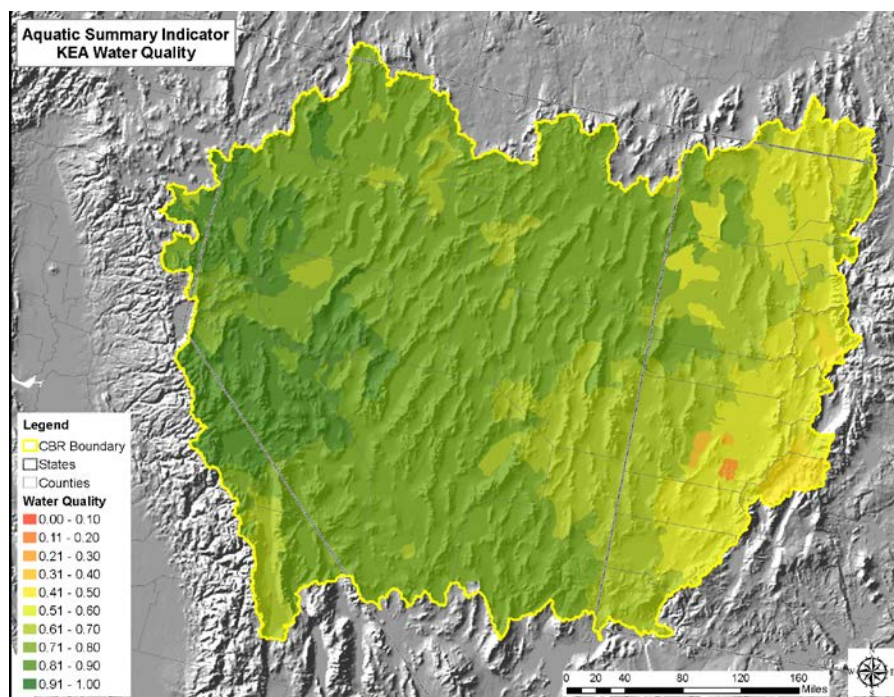 Aquatic Summary Indicator
KEA Water Quality
Legend
CBR Boundary
States
Counties
Water Quality
0.00 - 0.10
0.11 - 0.20
0.21 - 0.30
0.31 - 0.40
0.41 - 0.50
0.51 - 0.60
0.61 - 0.70
0.71 - 0.80
0.81 - 0.90
0.91 - 1.00
0 20 40 80 120 160
Miles